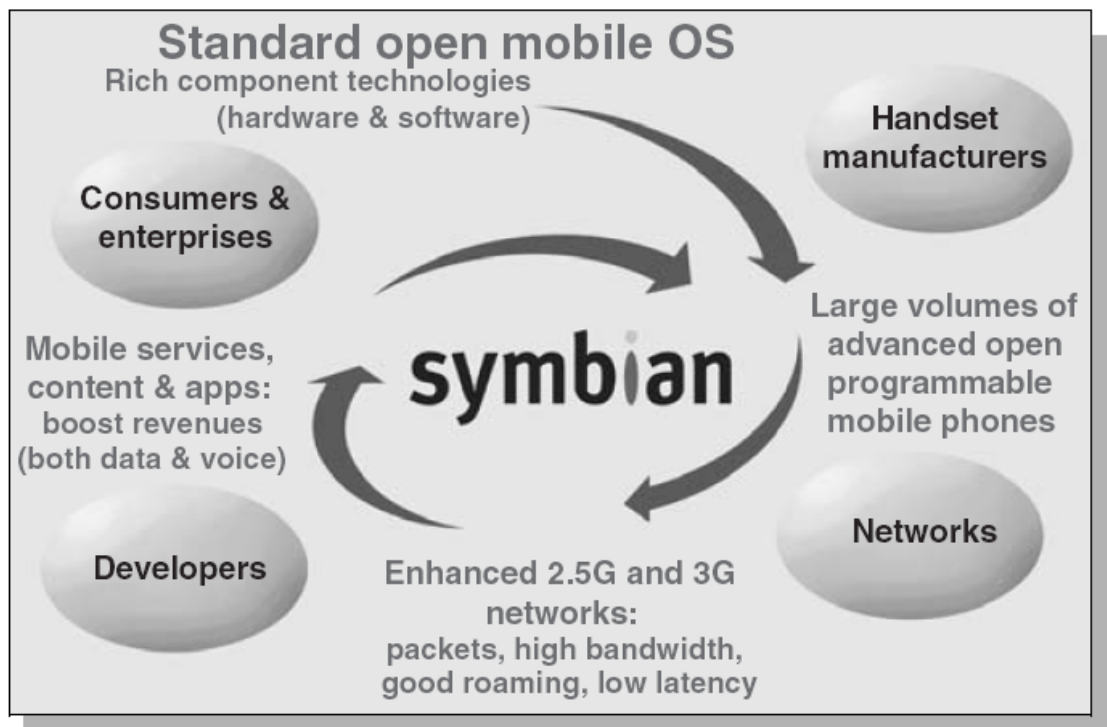 Standard open mobile OS
Rich component technologies
(hardware & software)
Handset
manufacturers
Consumers &
enterprises
Large volumes of
advanced open
programmable
mobile phones
symbian
Mobile services,
content & apps:
boost revenues
(both data & voice)
Networks
Developers
Enhanced 2.5G and 3G
networks:
packets, high bandwidth,
good roaming, low latency